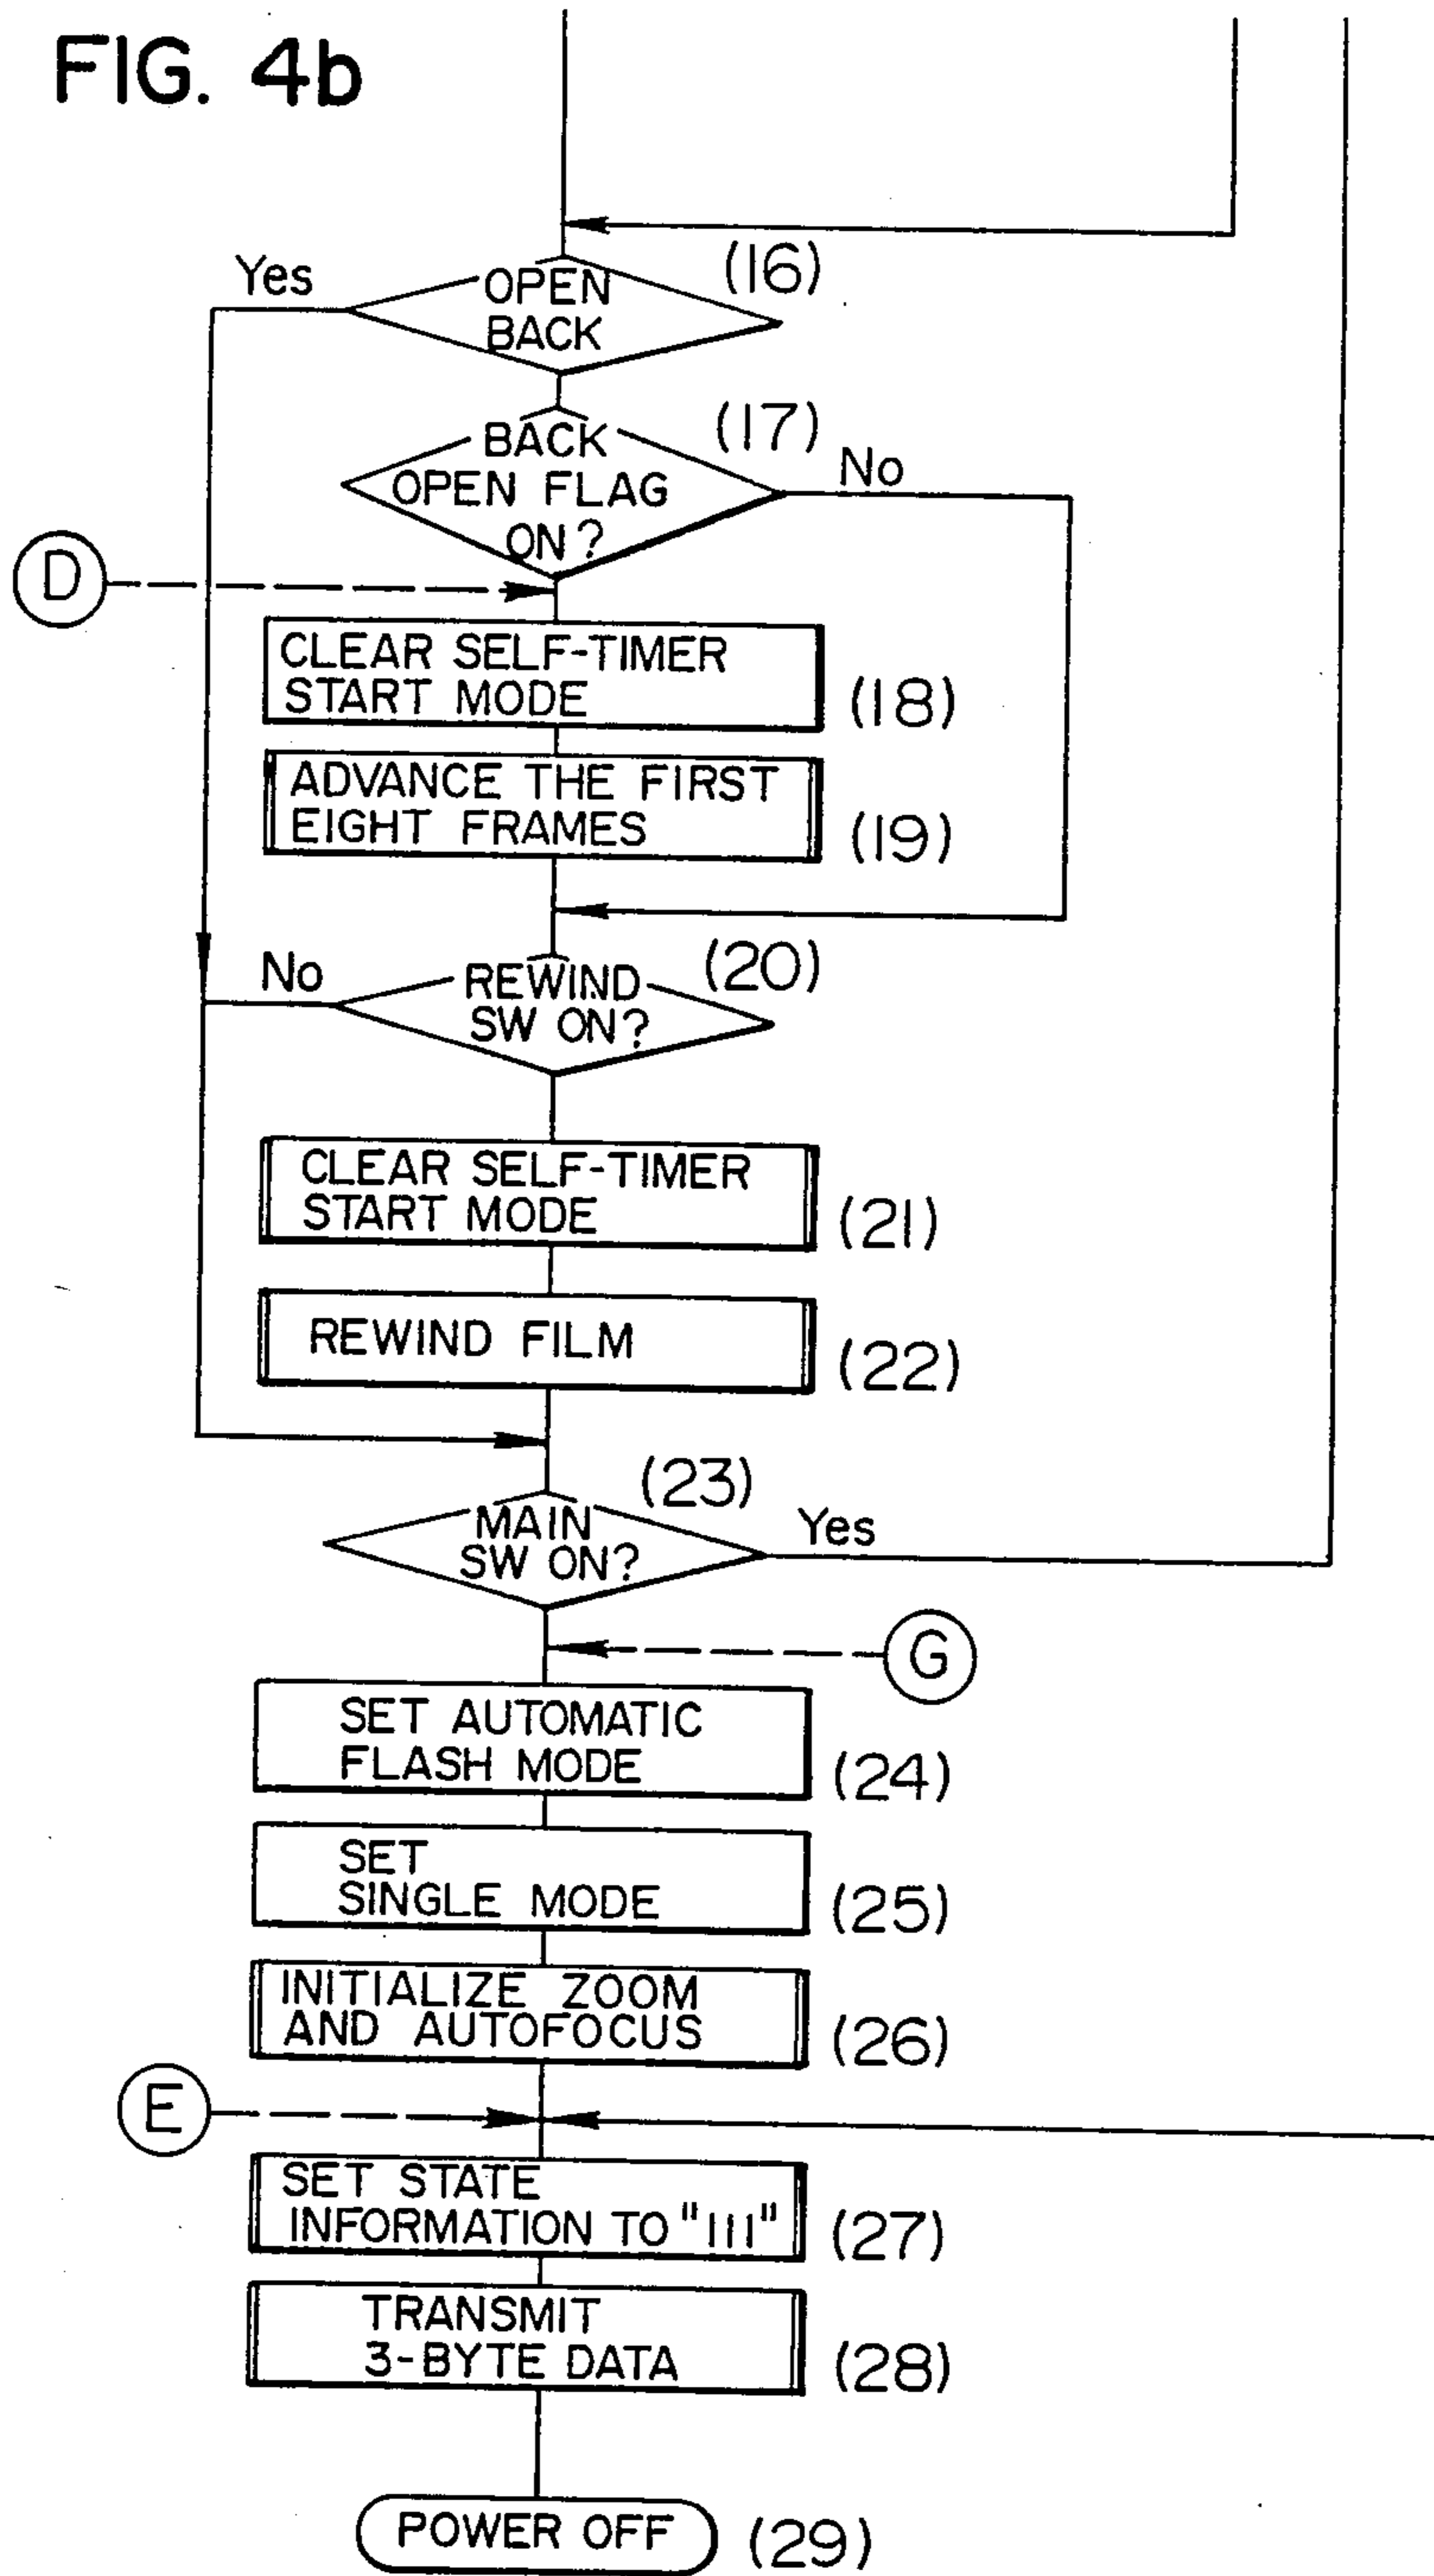 FIG. 4b
Yes
OPEN
BACK
(16)
BACK
OPEN FLAG
ON?
(17)
No
D
CLEAR SELF-TIMER
START MODE
(18)
ADVANCE THE FIRST
EIGHT FRAMES
(19)
No
REWIND
SW ON?
(20)
CLEAR SELF-TIMER
START MODE
(21)
REWIND FILM
(22)
MAIN
SW ON?
(23)
Yes
G
SET AUTOMATIC
FLASH MODE
(24)
SET
SINGLE MODE
(25)
INITIALIZE ZOOM
AND AUTOFOCUS
(26)
E
SET STATE
INFORMATION TO "111"
(27)
TRANSMIT
3-BYTE DATA
(28)
POWER OFF
(29)